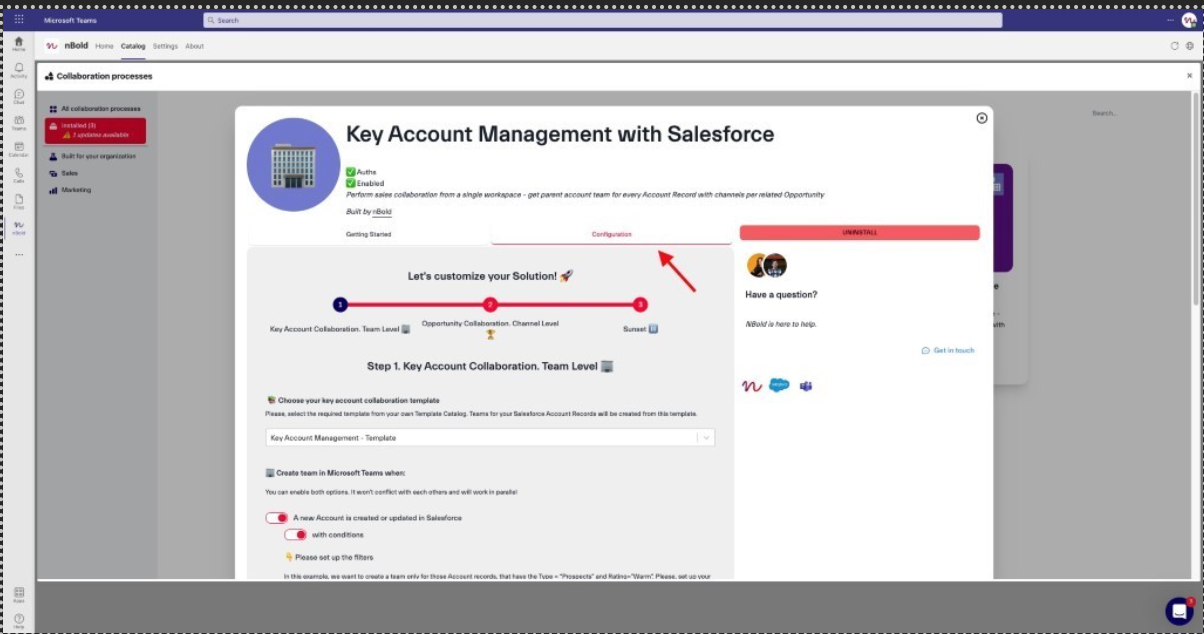 Microsoft Teams
Search
nBold Home Catalog Settings About
Home
Activity
Chat
Teams
Calendar
Calls
Files
nBold
Apps
Help
Collaboration processes
All collaboration processes
Installed (3)
1 updates available
Built for your organization
Sales
Marketing
Search...
Key Account Management with Salesforce
Auths
Enabled
Perform sales collaboration from a single workspace - get parent account team for every Account Record with channels per related Opportunity
Built by nBold
Getting Started
Configuration
UNINSTALL
Let's customize your Solution!
1
2
3
Key Account Collaboration. Team Level
Opportunity Collaboration. Channel Level
Sunset
Step 1. Key Account Collaboration. Team Level
Choose your key account collaboration template
Please, select the required template from your own Template Catalog. Teams for your Salesforce Account Records will be created from this template.
Key Account Management - Template
Create team in Microsoft Teams when:
You can enable both options. It won't conflict with each others and will work in parallel
A new Account is created or updated in Salesforce
with conditions
Please set up the filters
In this example, we want to create a team only for those Account records, that have the Type = "Prospects" and Rating="Warm". Please, set up your
Have a question?
NBold is here to help.
Get in touch